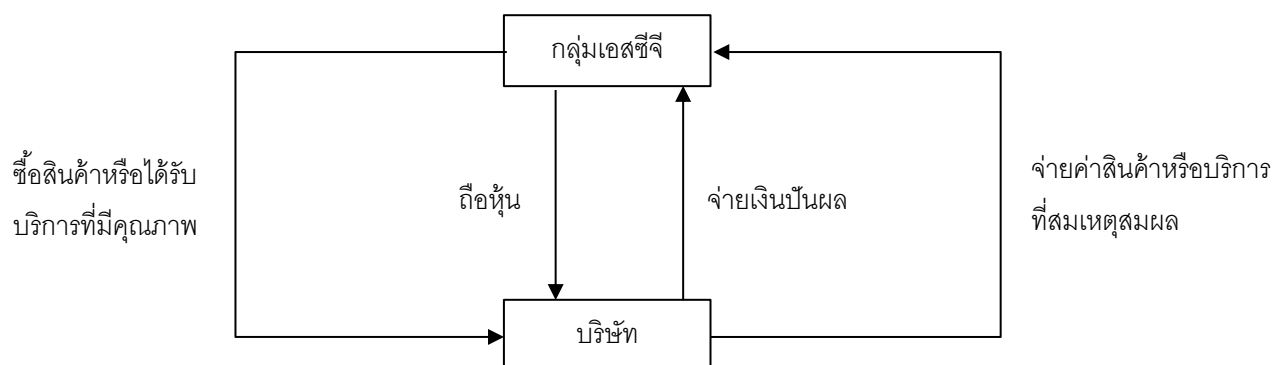 กลุ่มเอสซีจี
ซื้อสินค้าหรือได้รับ
บริการที่มีคุณภาพ
ถือหุ้น
จ่ายเงินปันผล
จ่ายค่าสินค้าหรือบริการ
ที่สมเหตุสมผล
บริษัท